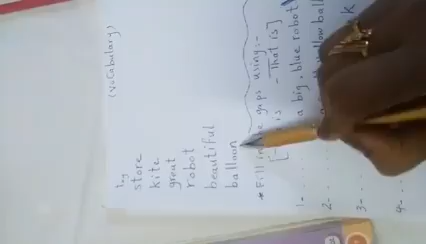 (Vocabulary)
toy
store
kite
great
robot
beautiful
balloon
* Fill in gaps using:-
is - That is]
1- ... a big, blue robot
2- ... yellow ball
3- ...
4- ...